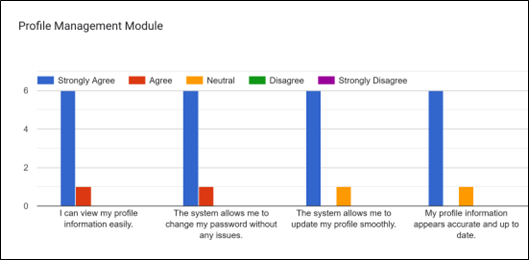 Profile Management Module
Strongly Agree Agree Neutral Disagree Strongly Disagree
6
4
2
0
I can view my profile
information easily.
The system allows me to
change my password without
any issues.
The system allows me to
update my profile smoothly.
My profile information
appears accurate and up to
date.